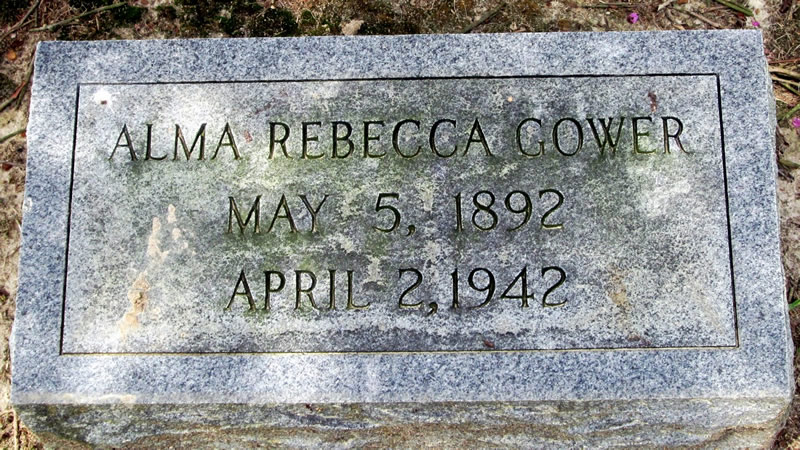 ALMA REBECCA GOWER
MAY 5, 1892
APRIL 2, 1942